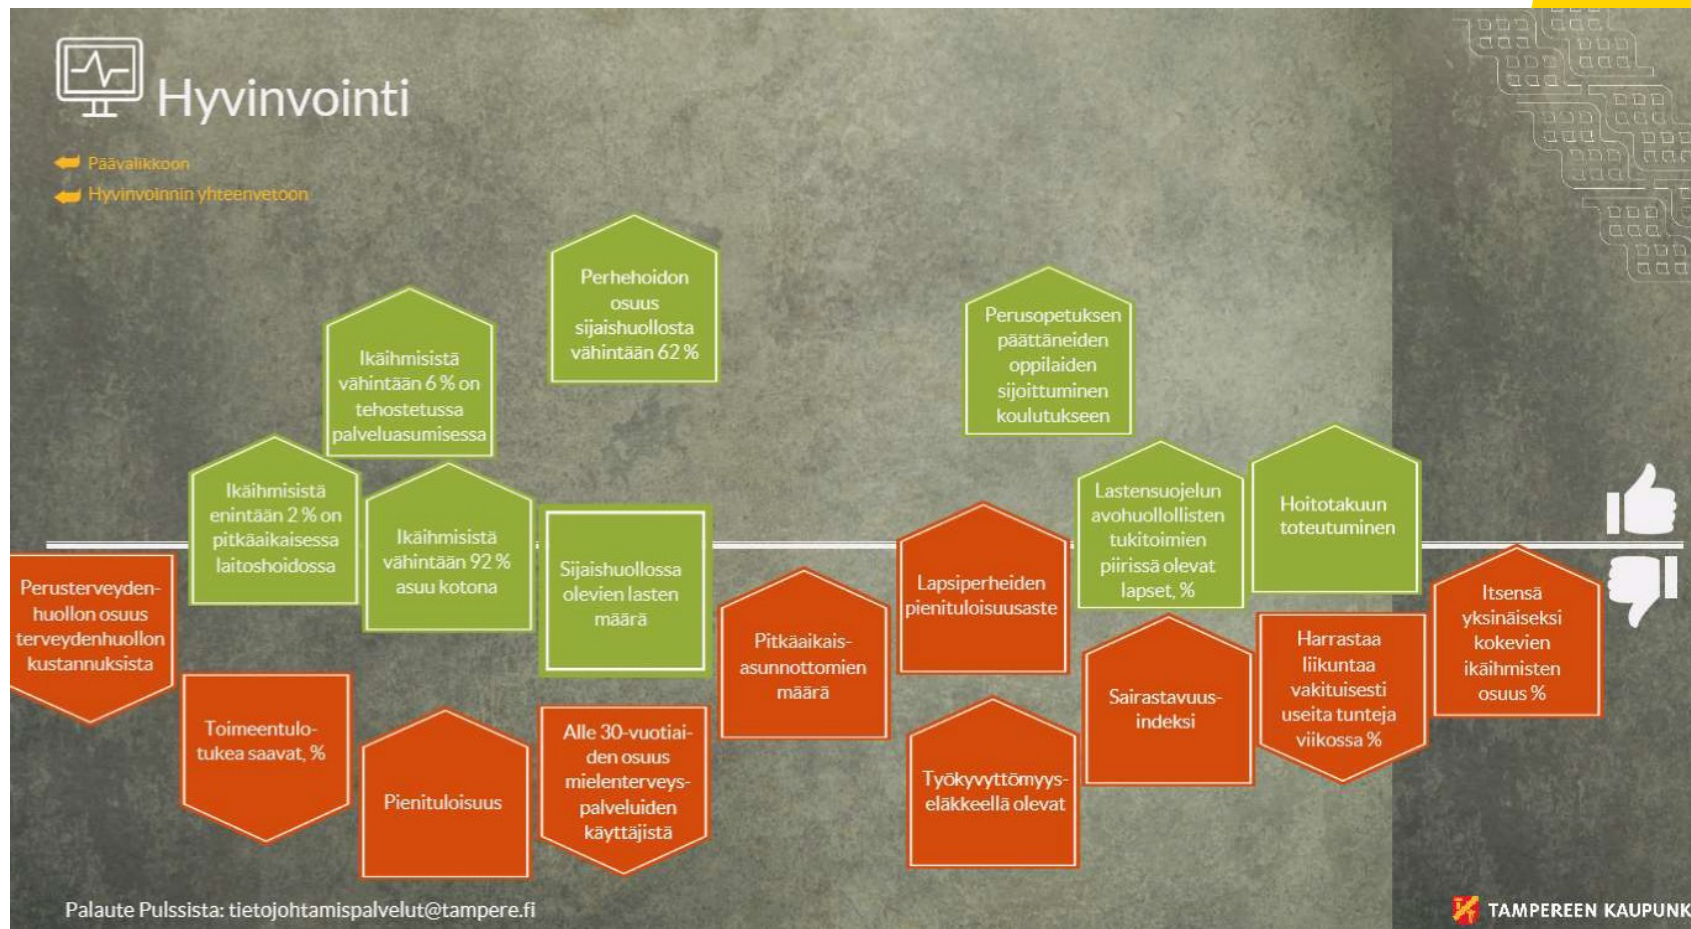 Hyvinvointi
Päävalikkoon
Hyvinvoinnin yhteenvetoon
Perhehoidon
osuus
sijaishuollosta
vähintään 62 %
Perusopetuksen
päättäneiden
oppilaiden
sijoittuminen
koulutukseen
Ikäihmisistä
vähintään 6 % on
tehostetussa
palveluasumisessa
Ikäihmisistä
enintään 2 % on
pitkäaikaisessa
laitoshoidossa
Ikäihmisistä
vähintään 92 %
asuu kotona
Sijaishuollossa
olevien lasten
määrä
Lastensuojelun
avohuollollisten
tukitoimien
piirissä olevat
lapset, %
Hoitotakuun
toteutuminen
Perusterveyden-
huollon osuus
terveydenhuollon
kustannuksista
Toimeentulo-
tukea saavat, %
Pienituloisuus
Alle 30-vuotiai-
den osuus
mielenterveys-
palveluiden
käyttäjistä
Pitkäaikais-
asunnottomien
määrä
Lapsiperheiden
pienituloisuusaste
Työkyvyttömyys-
eläkkeellä olevat
Sairastavuus-
indeksi
Harrastaa
liikuntaa
vakituisesti
useita tunteja
viikossa %
Itsensä
yksinäiseksi
kokevien
ikäihmisten
osuus %
Palaute Pulssista: tietojohtamispalvelut@tampere.fi
TAMPEREEN KAUPUNK